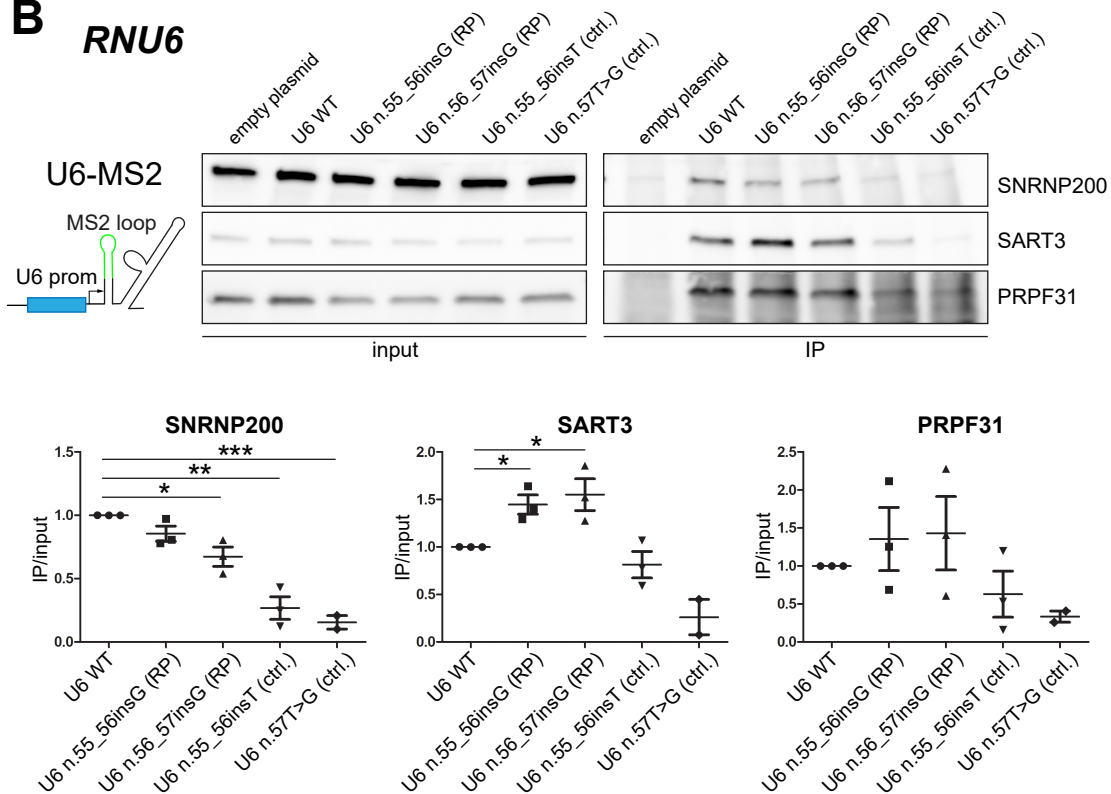 B
RNU6
empty plasmid
U6 WT
U6 n.55_56insG (RP)
U6 n.56_57insG (RP)
U6 n.55_56insT (ctrl.)
U6 n.57T>G (ctrl.)
empty plasmid
U6 WT
U6 n.55_56insG (RP)
U6 n.56_57insG (RP)
U6 n.55_56insT (ctrl.)
U6 n.57T>G (ctrl.)
U6-MS2
MS2 loop
U6 prom
SNRNP200
SART3
PRPF31
input
IP
SNRNP200
IP/input
1.5
1.0
0.5
0.0
***
**
*
U6 WT
U6 n.55_56insG (RP)
U6 n.56_57insG (RP)
U6 n.55_56insT (ctrl.)
U6 n.57T>G (ctrl.)
SART3
IP/input
2.0
1.5
1.0
0.5
0.0
*
*
U6 WT
U6 n.55_56insG (RP)
U6 n.56_57insG (RP)
U6 n.55_56insT (ctrl.)
U6 n.57T>G (ctrl.)
PRPF31
IP/input
2.5
2.0
1.5
1.0
0.5
0.0
U6 WT
U6 n.55_56insG (RP)
U6 n.56_57insG (RP)
U6 n.55_56insT (ctrl.)
U6 n.57T>G (ctrl.)